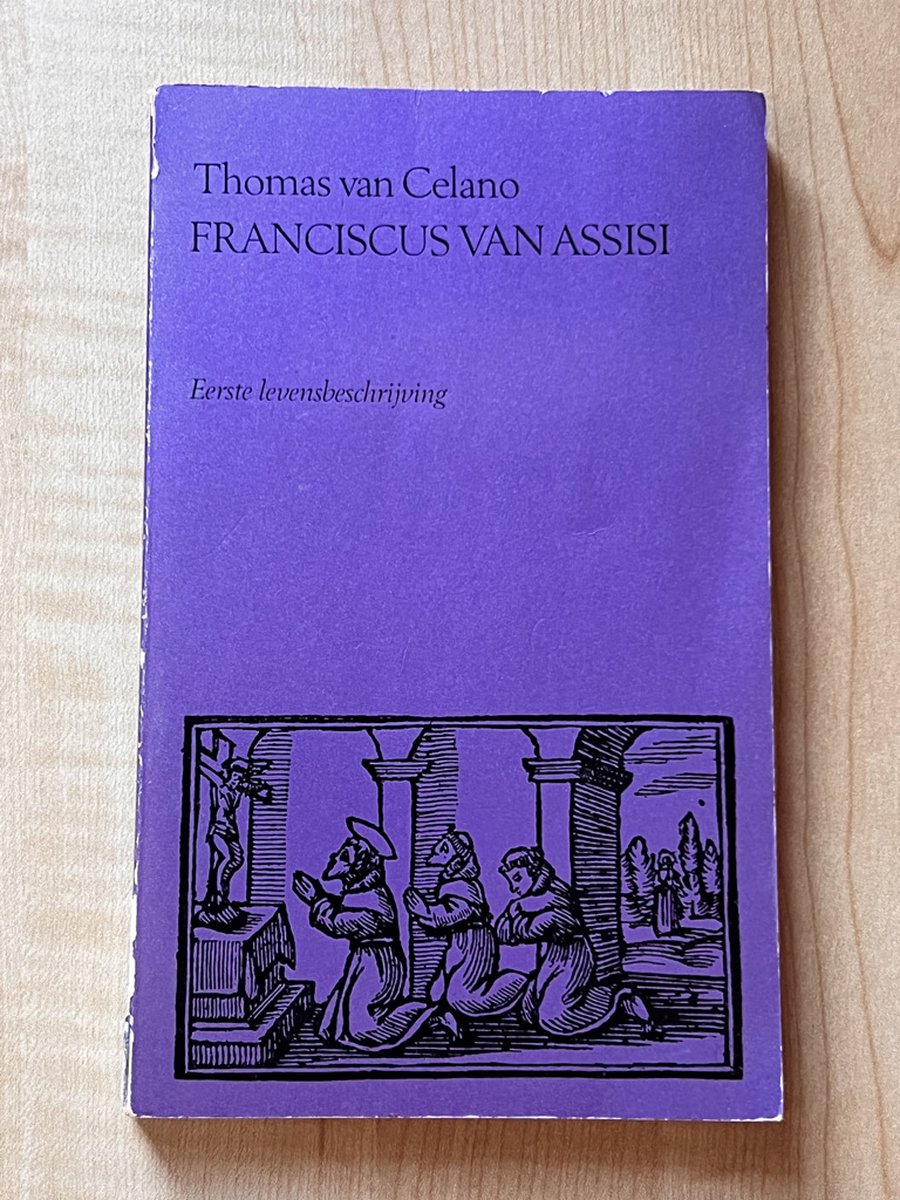 Thomas van Celano
FRANCISCUS VAN ASSISI
Eerste levensbeschrijving